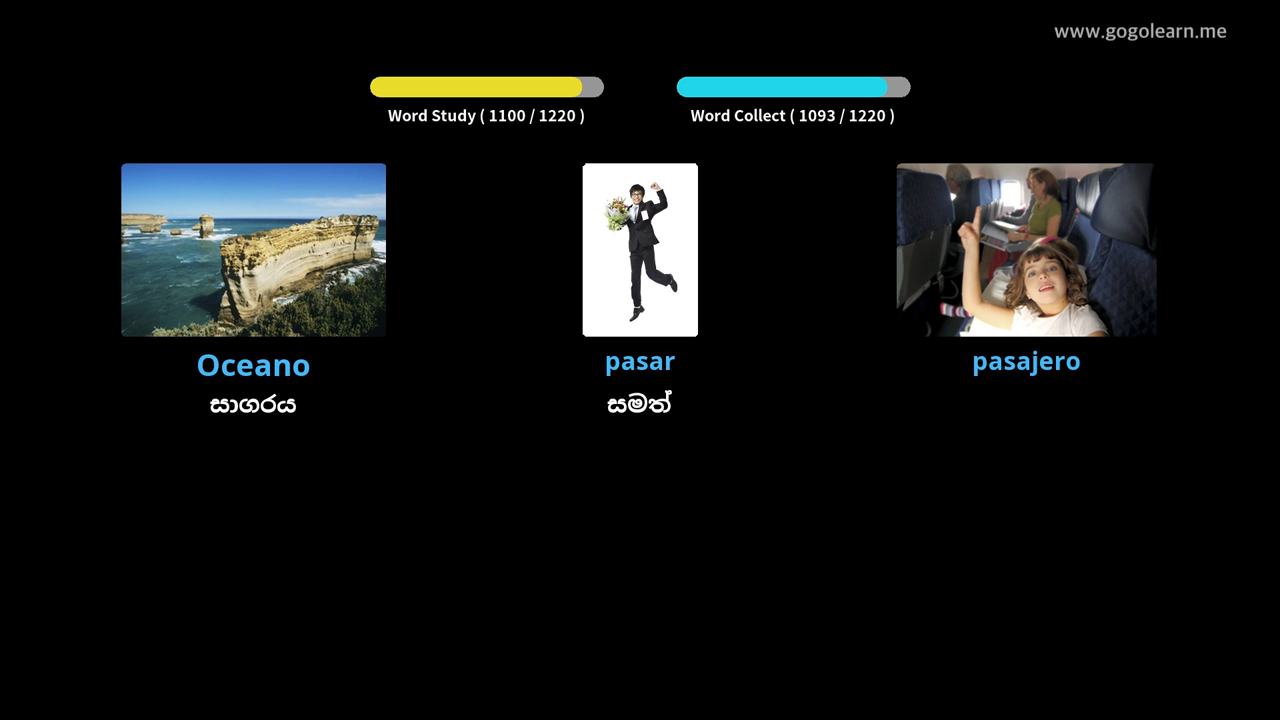 www.gogolearn.me
Word Study ( 1100 / 1220 )
Word Collect ( 1093 / 1220 )
Oceano
සාගරය
pasar
සමත්
pasajero